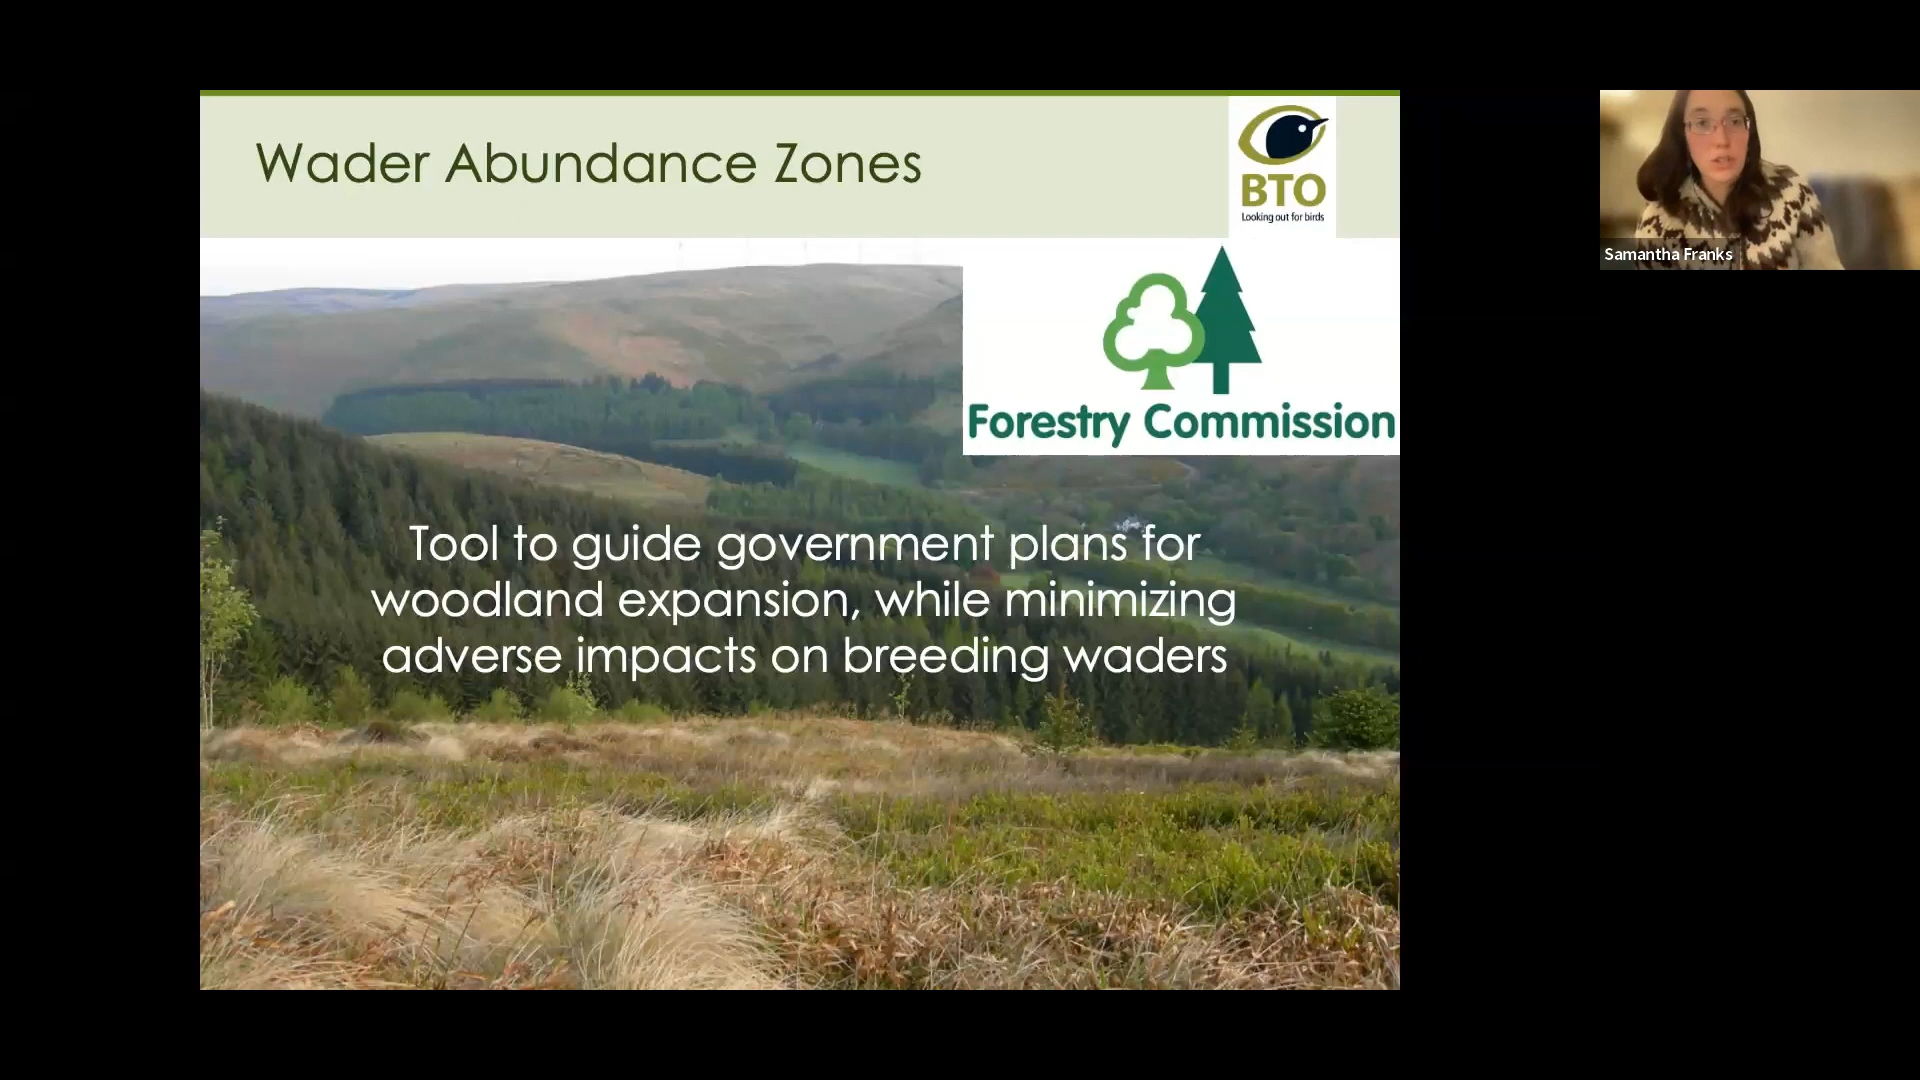 Wader Abundance Zones
BTO
Looking out for birds
Samantha Franks
Forestry Commission
Tool to guide government plans for
woodland expansion, while minimizing
adverse impacts on breeding waders